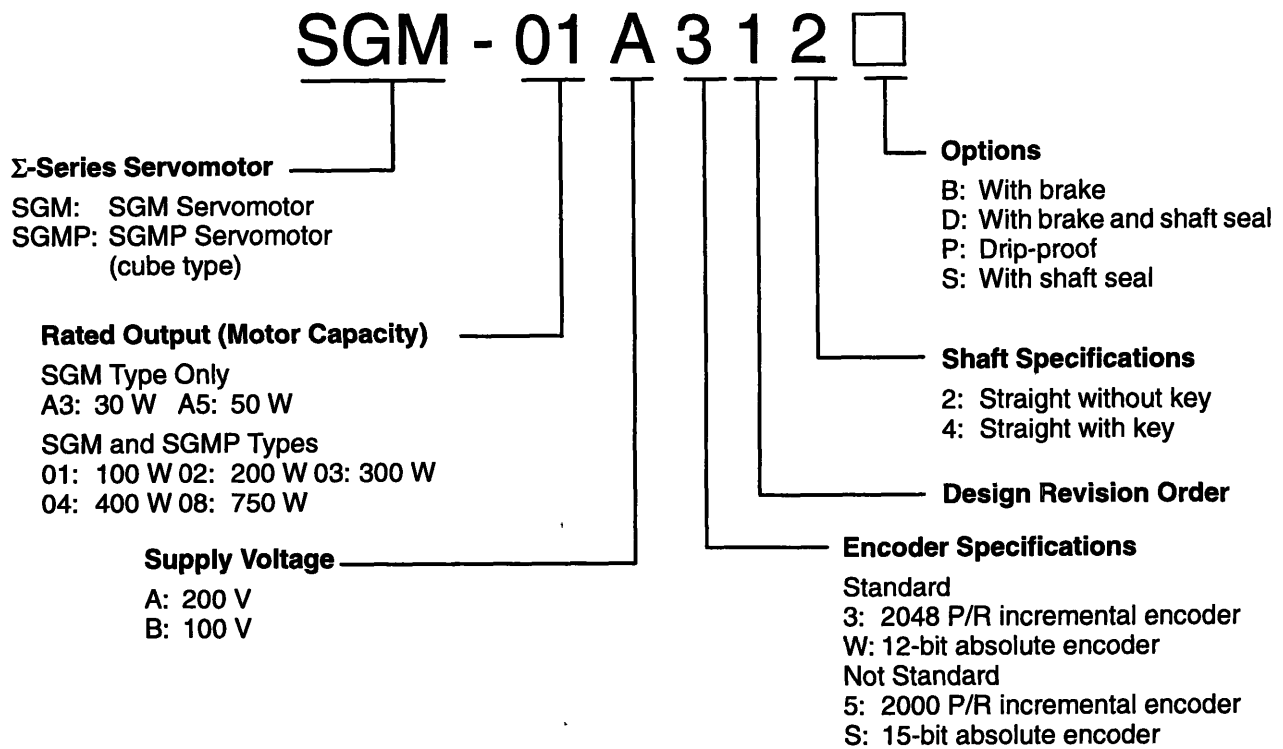 SGM - 01 A 3 1 2 □
Σ-Series Servomotor
SGM: SGM Servomotor
SGMP: SGMP Servomotor
(cube type)
Rated Output (Motor Capacity)
SGM Type Only
A3: 30 W A5: 50 W
SGM and SGMP Types
01: 100 W 02: 200 W 03: 300 W
04: 400 W 08: 750 W
Supply Voltage
A: 200 V
B: 100 V
Options
B: With brake
D: With brake and shaft seal
P: Drip-proof
S: With shaft seal
Shaft Specifications
2: Straight without key
4: Straight with key
Design Revision Order
Encoder Specifications
Standard
3: 2048 P/R incremental encoder
W: 12-bit absolute encoder
Not Standard
5: 2000 P/R incremental encoder
S: 15-bit absolute encoder